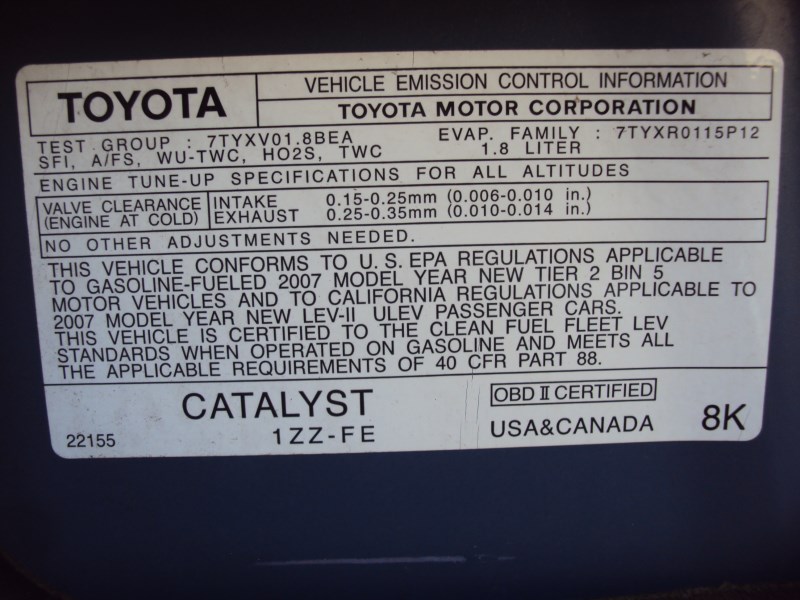 TOYOTA
VEHICLE EMISSION CONTROL INFORMATION
TOYOTA MOTOR CORPORATION
TEST GROUP : 7TYXV01.8BEA EVAP. FAMILY : 7TYXR0115P12
SFI, A/FS, WU-TWC, HO2S, TWC 1.8 LITER
ENGINE TUNE-UP SPECIFICATIONS FOR ALL ALTITUDES
VALVE CLEARANCE INTAKE 0.15-0.25mm (0.006-0.010 in.)
(ENGINE AT COLD) EXHAUST 0.25-0.35mm (0.010-0.014 in.)
NO OTHER ADJUSTMENTS NEEDED.
THIS VEHICLE CONFORMS TO U.S.EPA REGULATIONS APPLICABLE
TO GASOLINE-FUELED 2007 MODEL YEAR NEW TIER 2 BIN 5
MOTOR VEHICLES AND TO CALIFORNIA REGULATIONS APPLICABLE TO
2007 MODEL YEAR NEW LEV-II ULEV PASSENGER CARS.
THIS VEHICLE IS CERTIFIED TO THE CLEAN FUEL FLEET LEV
STANDARDS WHEN OPERATED ON GASOLINE AND MEETS ALL
THE APPLICABLE REQUIREMENTS OF 40 CFR PART 88.
CATALYST OBD II CERTIFIED
22155 1ZZ-FE USA&CANADA 8K